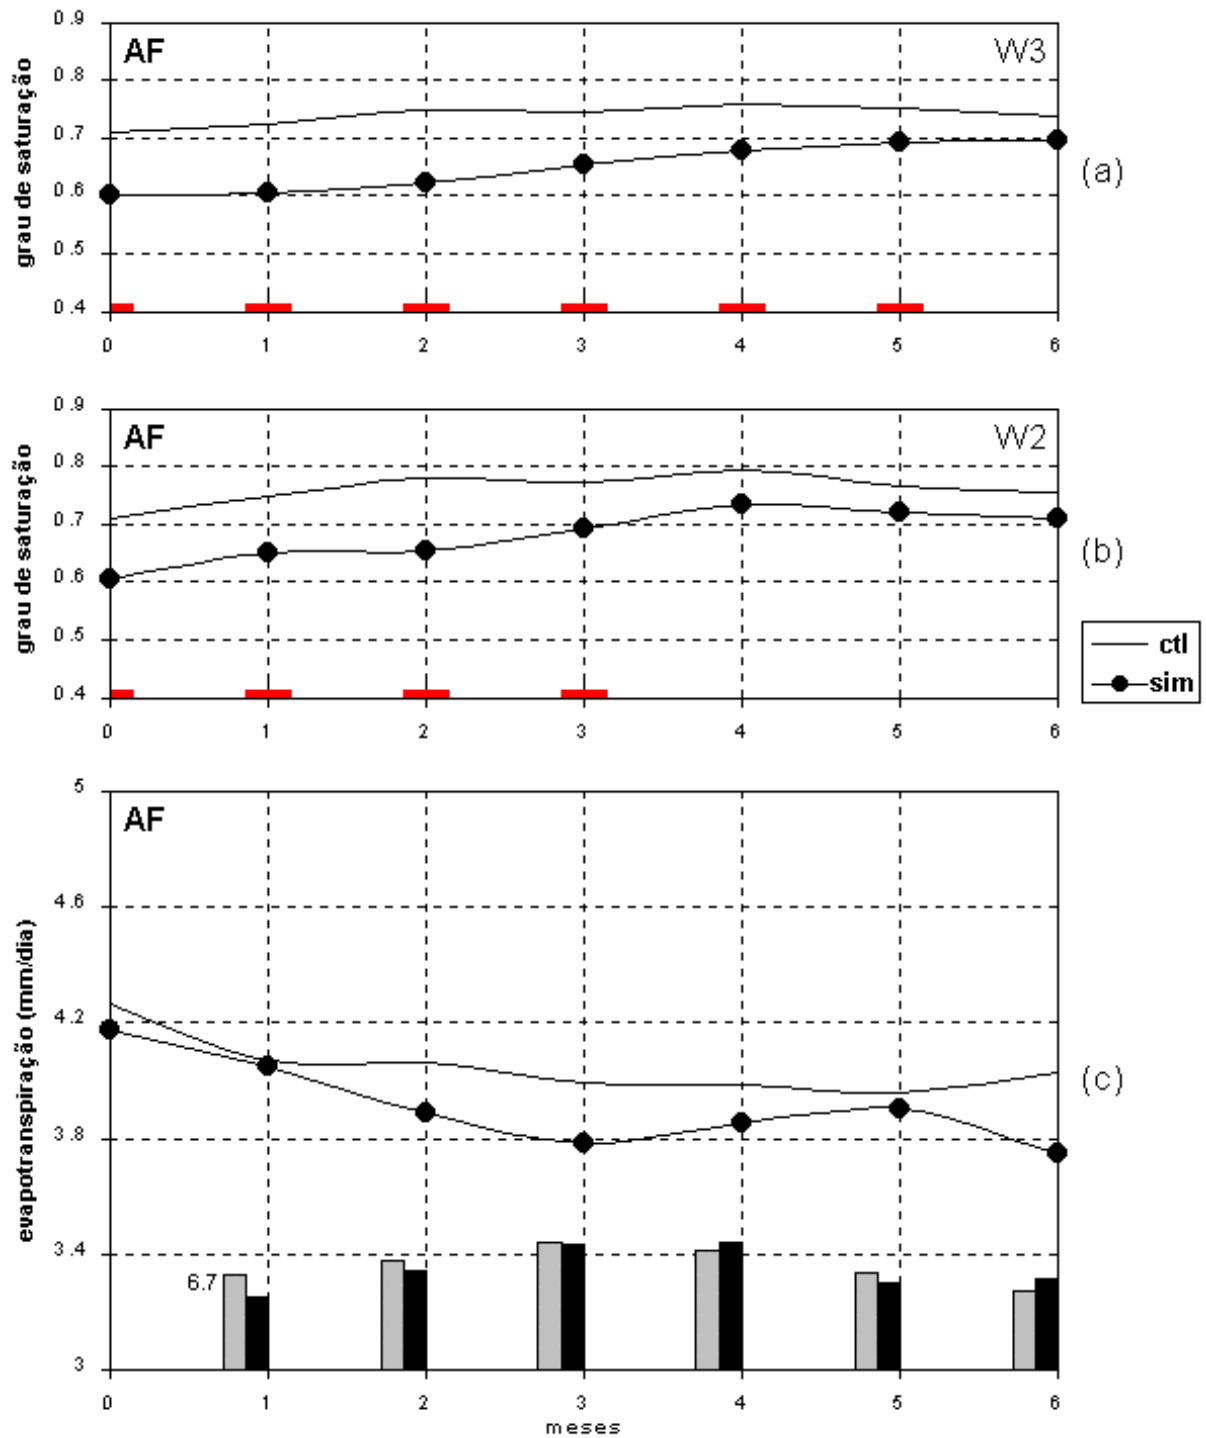 0.9
AF W3
0.8
0.7
0.6
0.5
0.4
grau de saturação
0 1 2 3 4 5 6
(a)
0.9
AF W2
0.8
0.7
0.6
0.5
0.4
grau de saturação
0 1 2 3 4 5 6
(b)
ctl
sim
5
AF
4.6
4.2
3.8
3.4
3
evapotranspiração (mm/dia)
6.7
0 1 2 3 4 5 6
meses
(c)